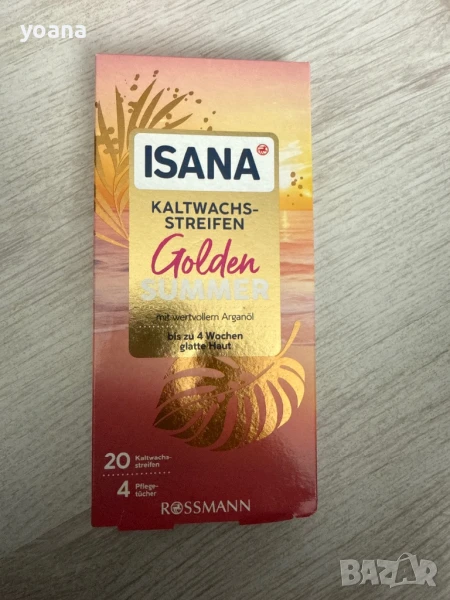 yoana
ISANA
KALTWACHS-
STREIFEN
Golden
SUMMER
mit wertvollem Arganöl
bis zu 4 Wochen
glatte Haut
20 Kaltwachs-
streifen
4 Pflege-
tücher
ROSSMANN
BAZAR